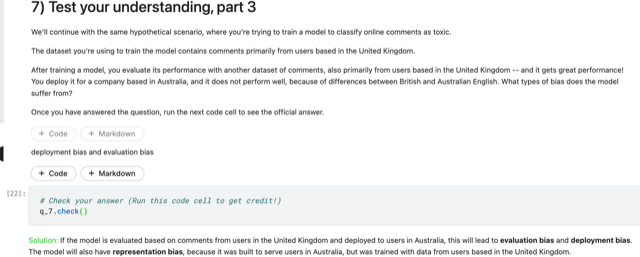 7) Test your understanding, part 3
We'll continue with the same hypothetical scenario, where you're trying to train a model to classify online comments as toxic.
The dataset you're using to train the model contains comments primarily from users based in the United Kingdom.
After training a model, you evaluate its performance with another dataset of comments, also primarily from users based in the United Kingdom -- and it gets great performance!
You deploy it for a company based in Australia, and it does not perform well, because of differences between British and Australian English. What types of bias does the model
suffer from?
Once you have answered the question, run the next code cell to see the official answer.
+ Code + Markdown
deployment bias and evaluation bias
+ Code + Markdown
[22]:
# Check your answer (Run this code cell to get credit!)
q_7.check()
Solution: If the model is evaluated based on comments from users in the United Kingdom and deployed to users in Australia, this will lead to evaluation bias and deployment bias.
The model will also have representation bias, because it was built to serve users in Australia, but was trained with data from users based in the United Kingdom.